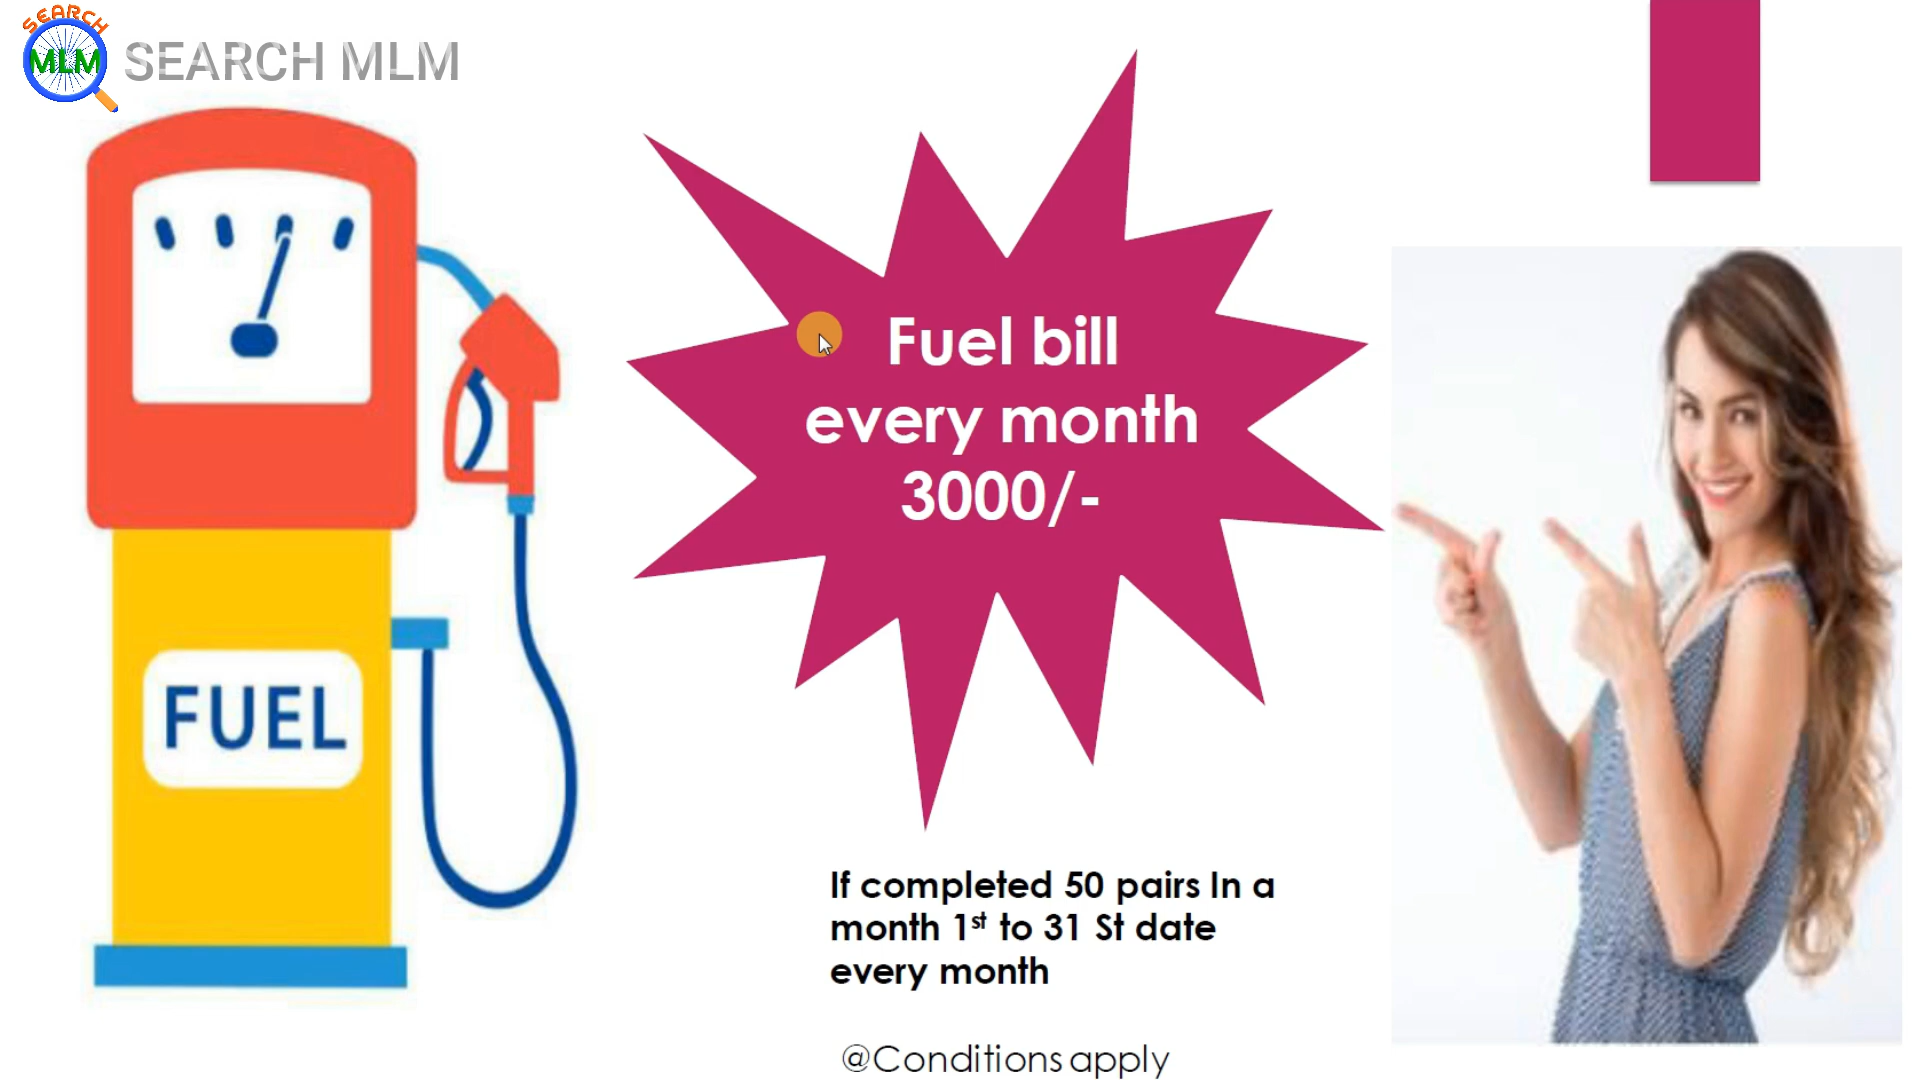 SEARCH
MLM
SEARCH MLM
Fuel bill
every month
3000/-
FUEL
If completed 50 pairs In a
month 1st to 31 St date
every month
@Conditions apply